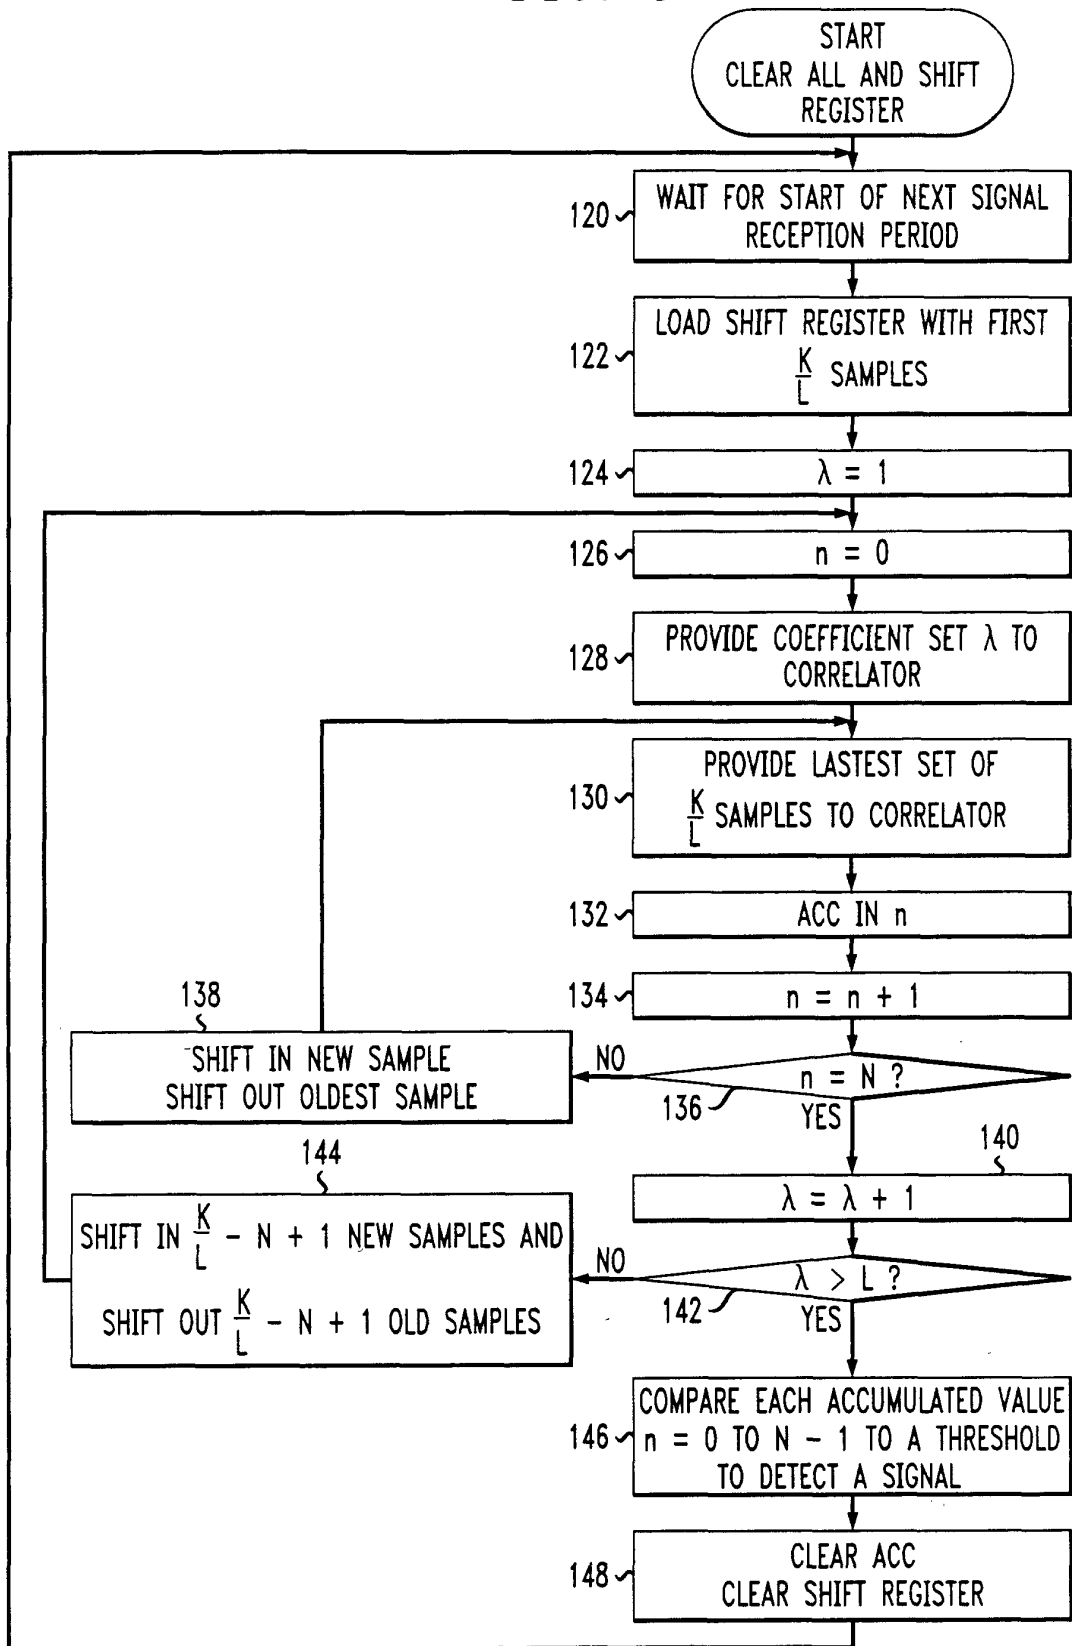 START
CLEAR ALL AND SHIFT
REGISTER
120
WAIT FOR START OF NEXT SIGNAL
RECEPTION PERIOD
122
LOAD SHIFT REGISTER WITH FIRST
K/L SAMPLES
124
λ = 1
126
n = 0
128
PROVIDE COEFFICIENT SET λ TO
CORRELATOR
130
PROVIDE LASTEST SET OF
K/L SAMPLES TO CORRELATOR
132
ACC IN n
134
n = n + 1
138
SHIFT IN NEW SAMPLE
SHIFT OUT OLDEST SAMPLE
NO
n = N ?
136
YES
140
λ = λ + 1
144
SHIFT IN K/L - N + 1 NEW SAMPLES AND
SHIFT OUT K/L - N + 1 OLD SAMPLES
NO
λ > L ?
142
YES
146
COMPARE EACH ACCUMULATED VALUE
n = 0 TO N - 1 TO A THRESHOLD
TO DETECT A SIGNAL
148
CLEAR ACC
CLEAR SHIFT REGISTER